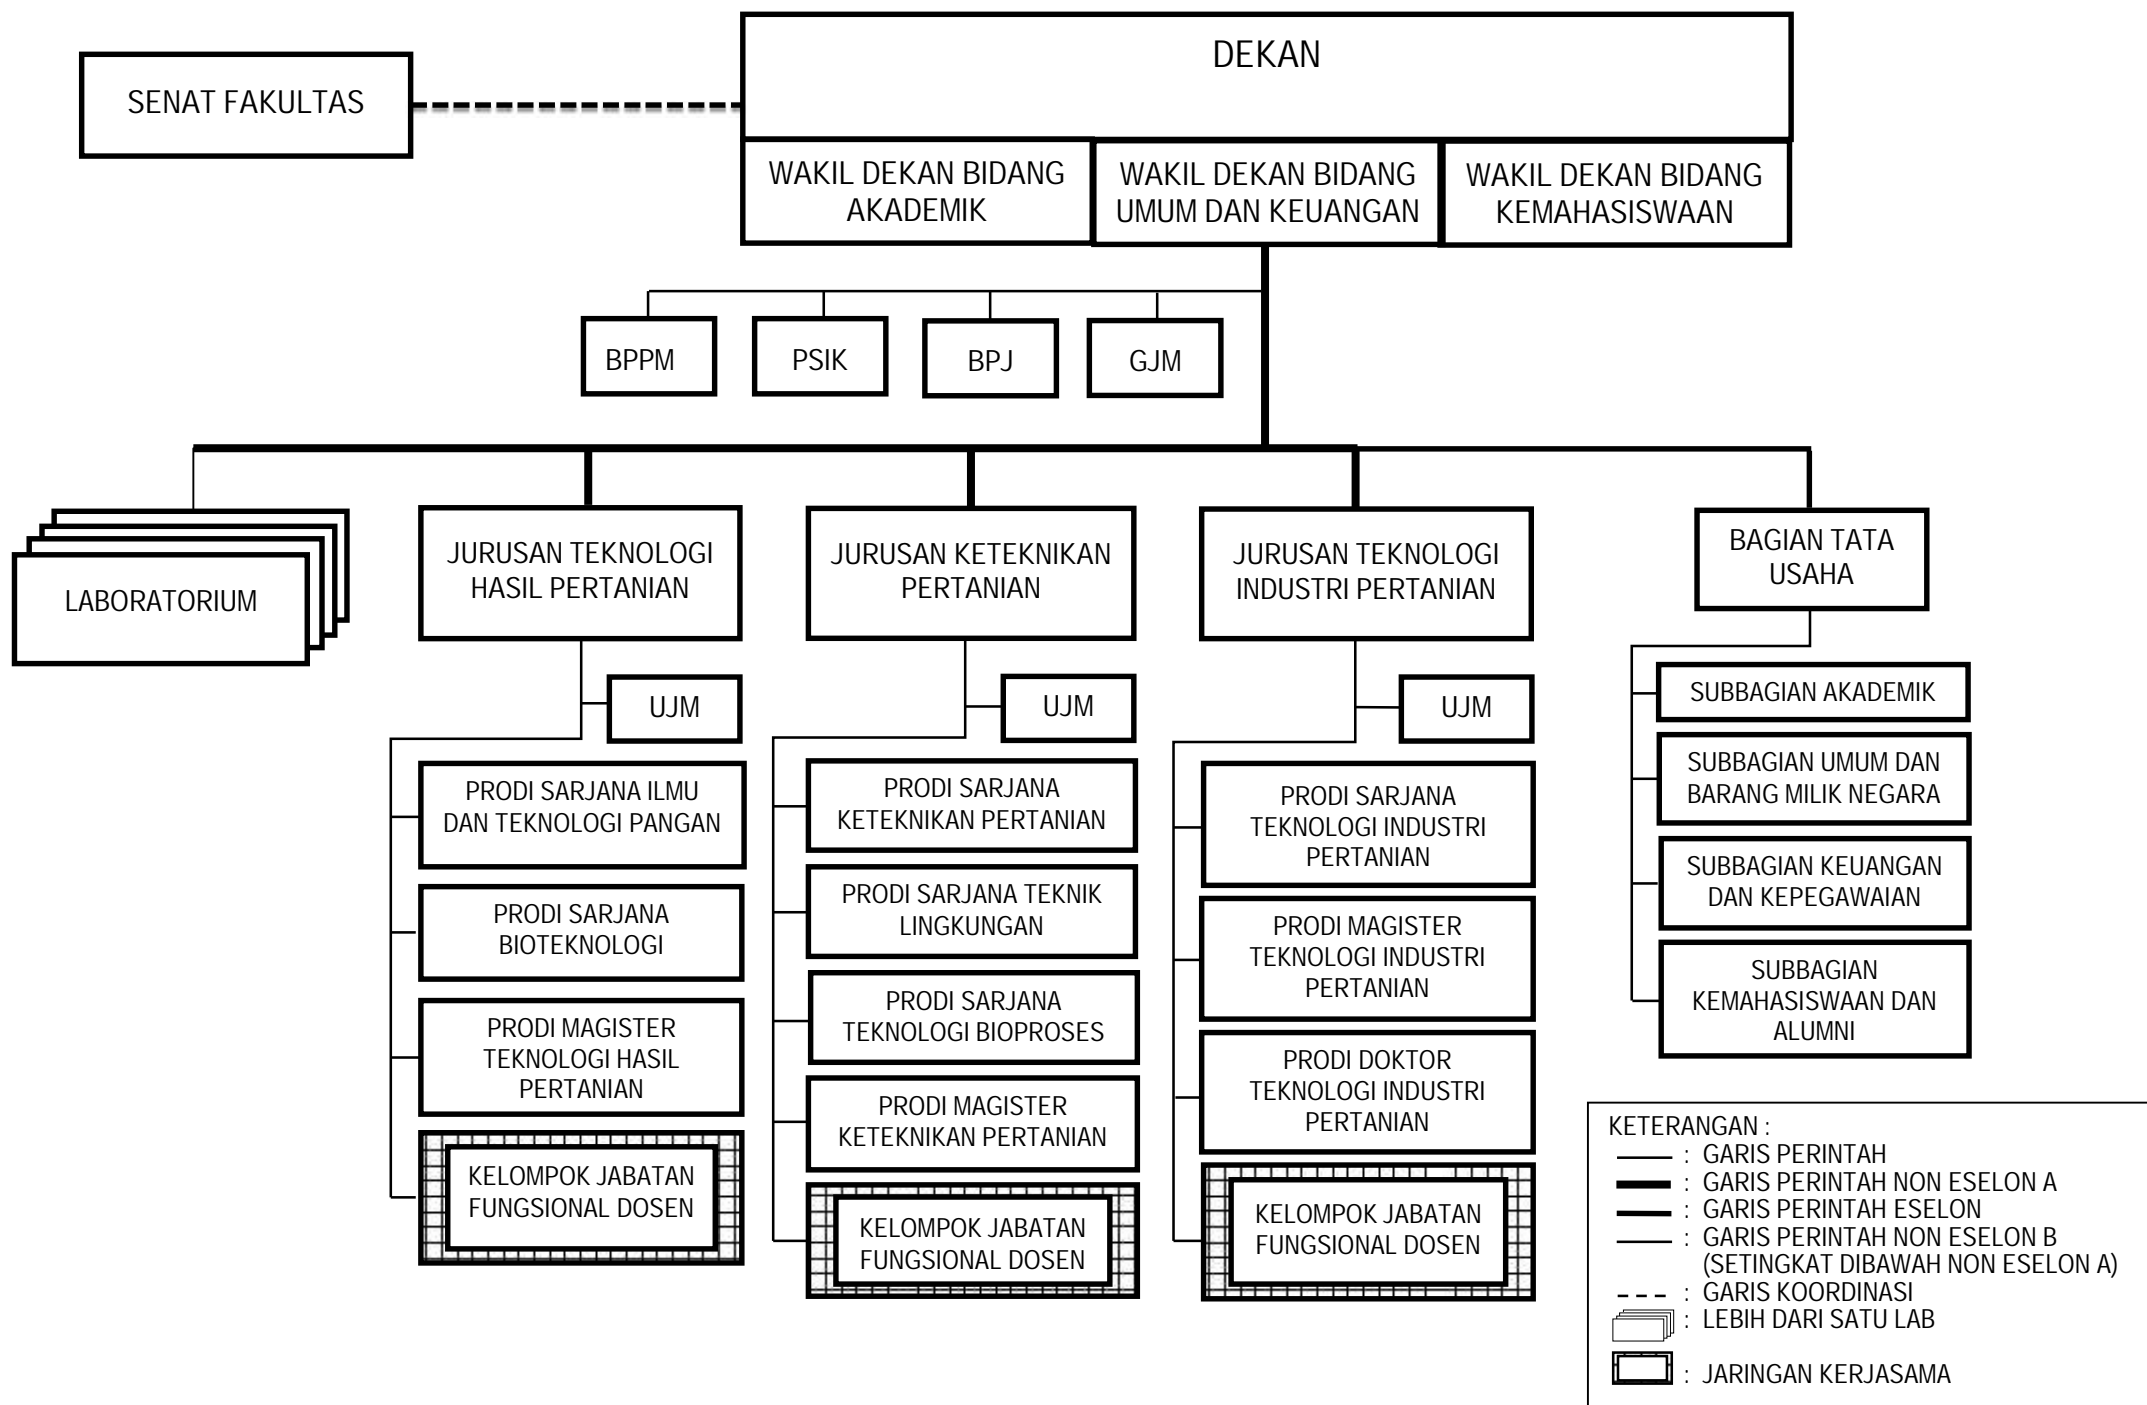 DEKAN
SENAT FAKULTAS
WAKIL DEKAN BIDANG
AKADEMIK
WAKIL DEKAN BIDANG
UMUM DAN KEUANGAN
WAKIL DEKAN BIDANG
KEMAHASISWAAN
BPPM
PSIK
BPJ
GJM
LABORATORIUM
JURUSAN TEKNOLOGI
HASIL PERTANIAN
JURUSAN KETEKNIKAN
PERTANIAN
JURUSAN TEKNOLOGI
INDUSTRI PERTANIAN
BAGIAN TATA
USAHA
UJM
PRODI SARJANA ILMU
DAN TEKNOLOGI PANGAN
PRODI SARJANA
BIOTEKNOLOGI
PRODI MAGISTER
TEKNOLOGI HASIL
PERTANIAN
KELOMPOK JABATAN
FUNGSIONAL DOSEN
UJM
PRODI SARJANA
KETEKNIKAN PERTANIAN
PRODI SARJANA TEKNIK
LINGKUNGAN
PRODI SARJANA
TEKNOLOGI BIOPROSES
PRODI MAGISTER
KETEKNIKAN PERTANIAN
KELOMPOK JABATAN
FUNGSIONAL DOSEN
UJM
PRODI SARJANA
TEKNOLOGI INDUSTRI
PERTANIAN
PRODI MAGISTER
TEKNOLOGI INDUSTRI
PERTANIAN
PRODI DOKTOR
TEKNOLOGI INDUSTRI
PERTANIAN
KELOMPOK JABATAN
FUNGSIONAL DOSEN
SUBBAGIAN AKADEMIK
SUBBAGIAN UMUM DAN
BARANG MILIK NEGARA
SUBBAGIAN KEUANGAN
DAN KEPEGAWAIAN
SUBBAGIAN
KEMAHASISWAAN DAN
ALUMNI
KETERANGAN :
: GARIS PERINTAH
: GARIS PERINTAH NON ESELON A
: GARIS PERINTAH ESELON
: GARIS PERINTAH NON ESELON B
(SETINGKAT DIBAWAH NON ESELON A)
: GARIS KOORDINASI
: LEBIH DARI SATU LAB
: JARINGAN KERJASAMA